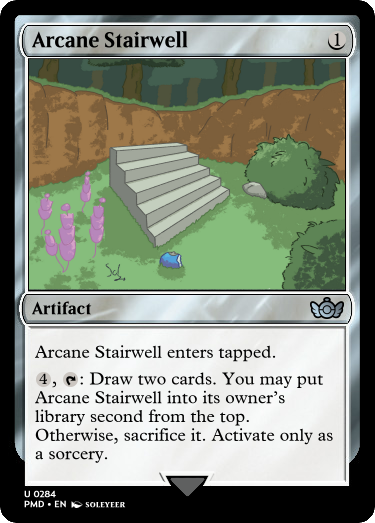 Arcane Stairwell 1
Sol
Artifact
Arcane Stairwell enters tapped.
4, T: Draw two cards. You may put
Arcane Stairwell into its owner's
library second from the top.
Otherwise, sacrifice it. Activate only as
a sorcery.
U 0284
PMD • EN SOLEYEER